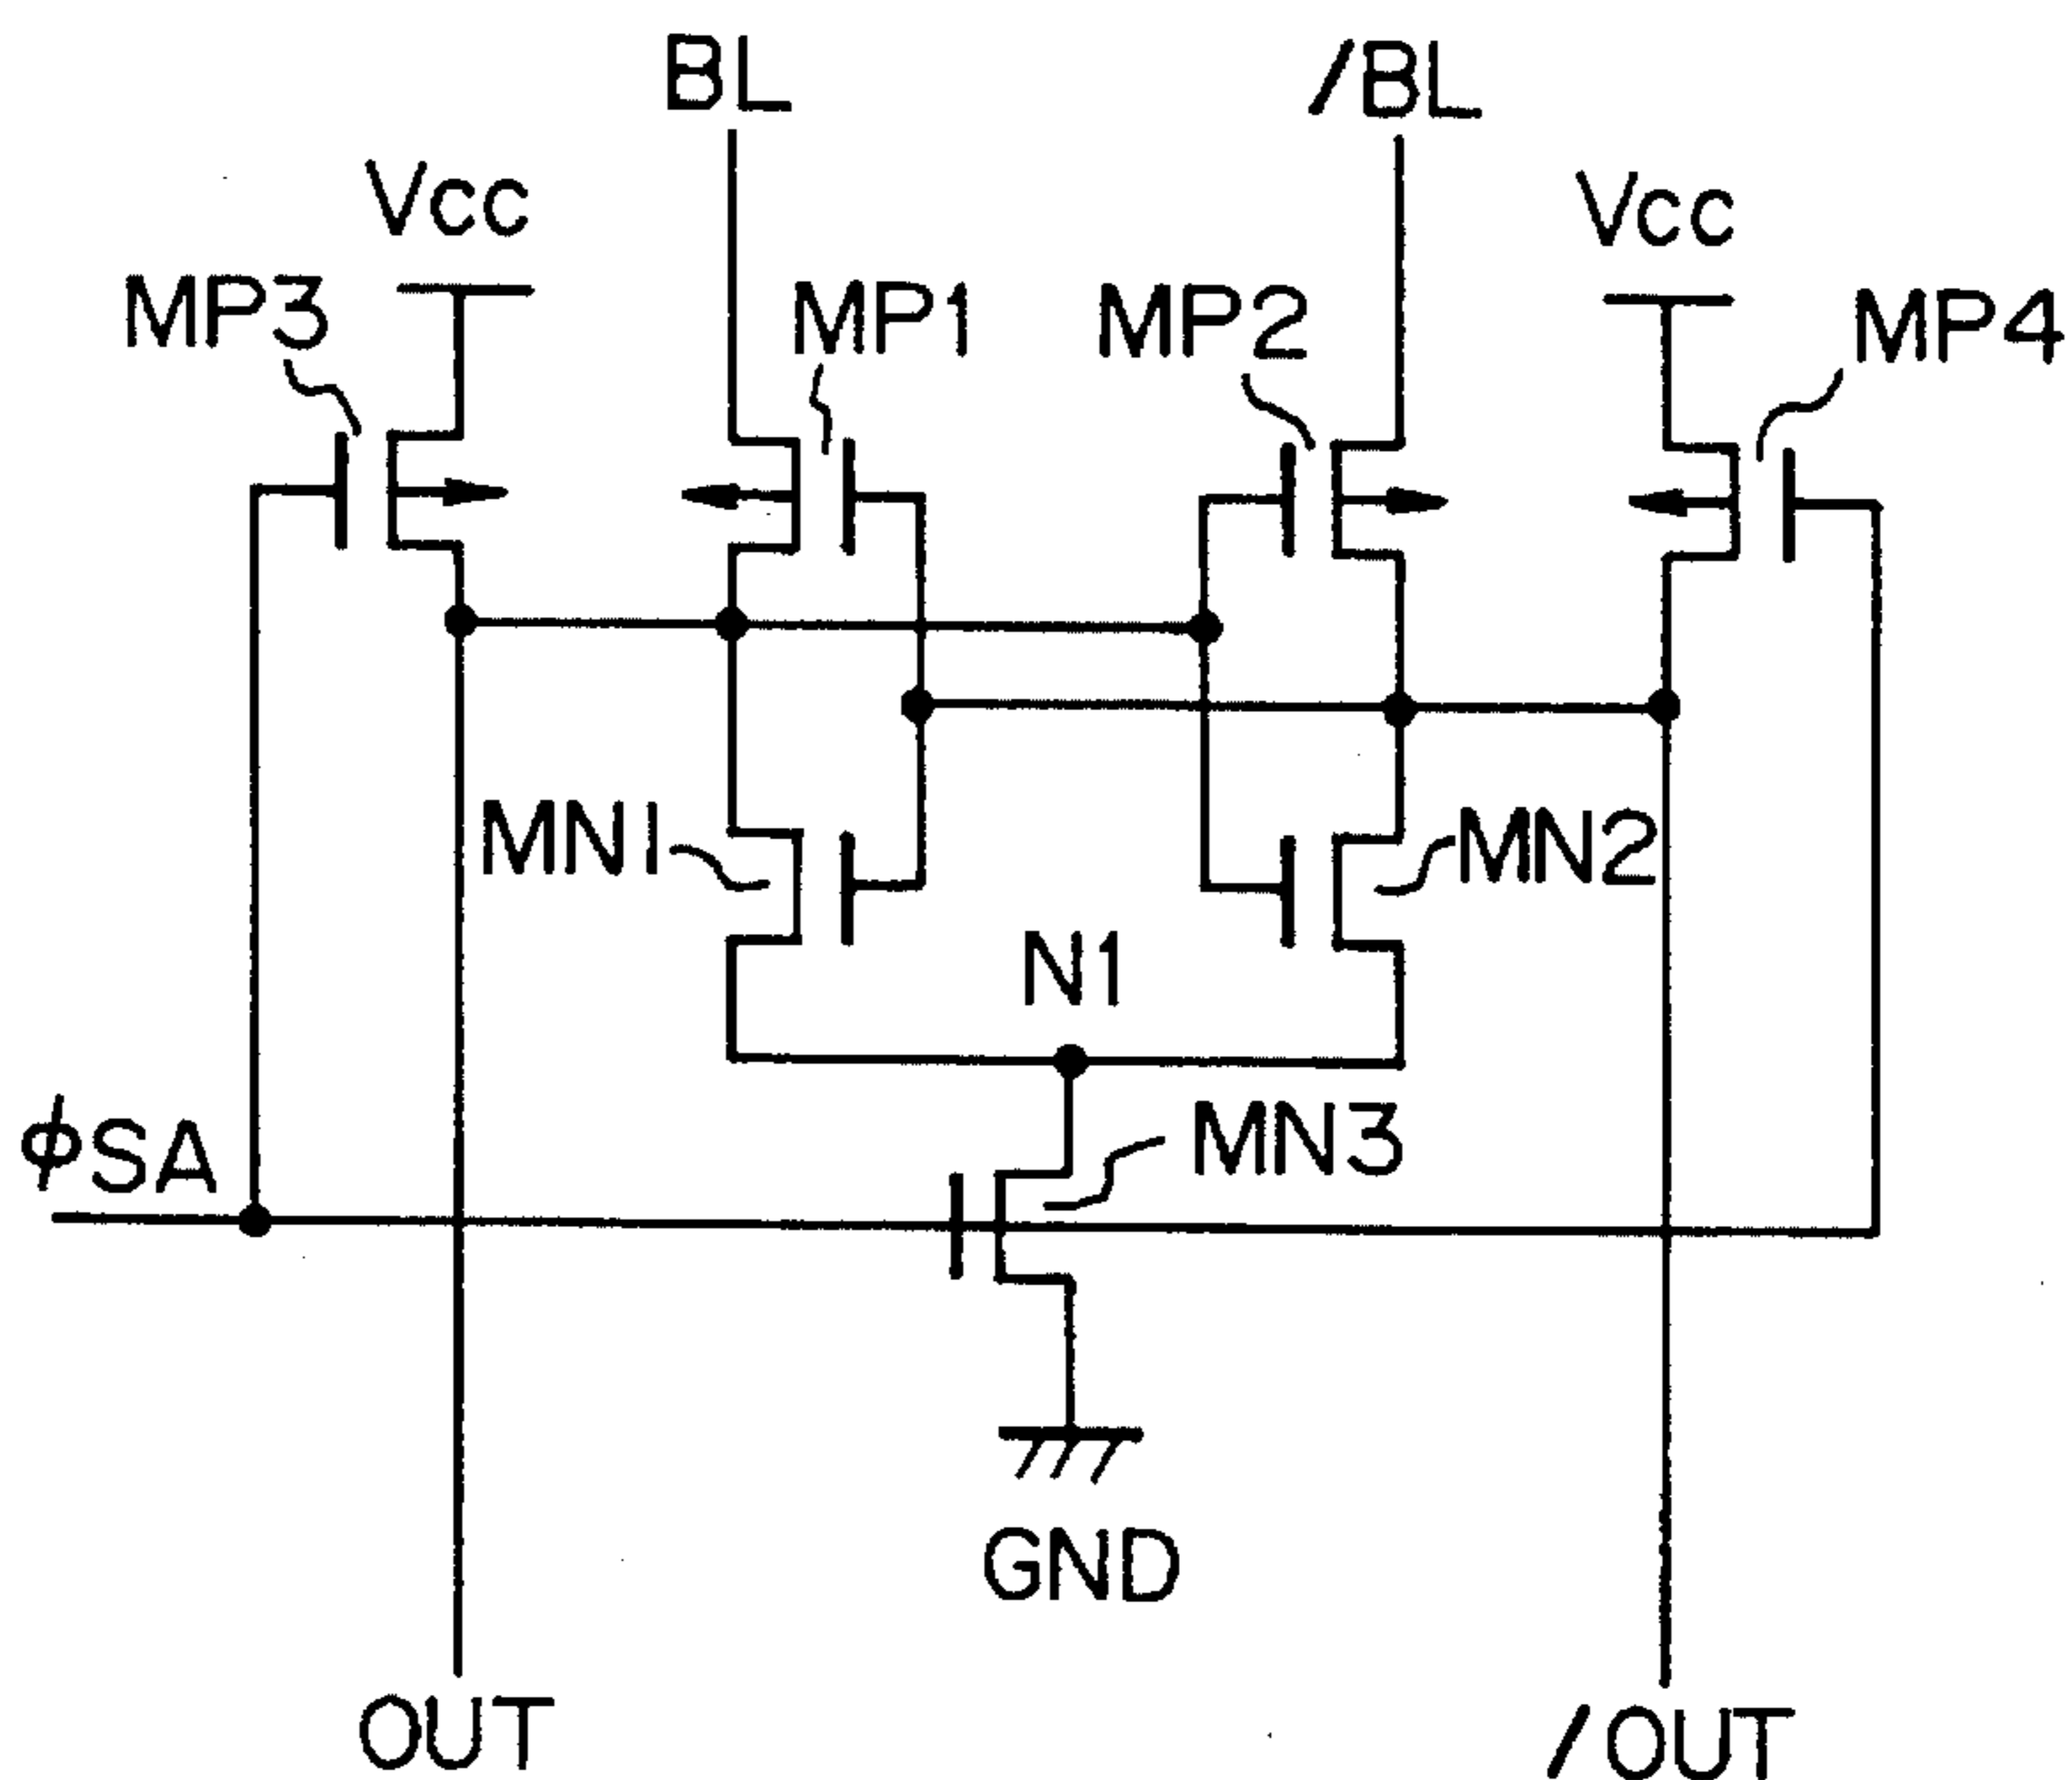 BL
/BL
Vcc
Vcc
MP3
MP1
MP2
MP4
MN1
MN2
N1
ϕSA
MN3
GND
OUT
/OUT